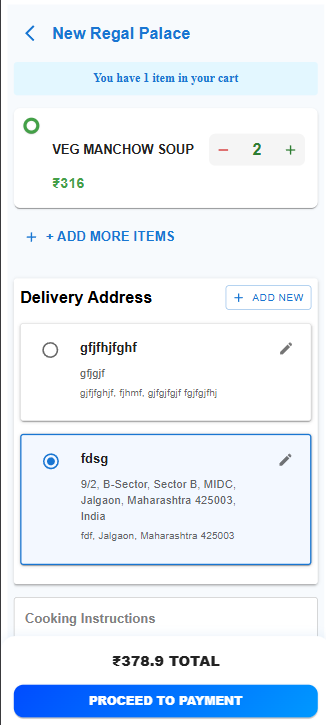 New Regal Palace
You have 1 item in your cart
VEG MANCHOW SOUP
2
₹316
+ ADD MORE ITEMS
Delivery Address
ADD NEW
gfjfhjfghf
gfjgjf
gjfjfghjf, fjhmf, gjfgjfgjf fgjfgjfhj
fdsg
9/2, B-Sector, Sector B, MIDC,
Jalgaon, Maharashtra 425003,
India
fdf, Jalgaon, Maharashtra 425003
Cooking Instructions
₹378.9 TOTAL
PROCEED TO PAYMENT